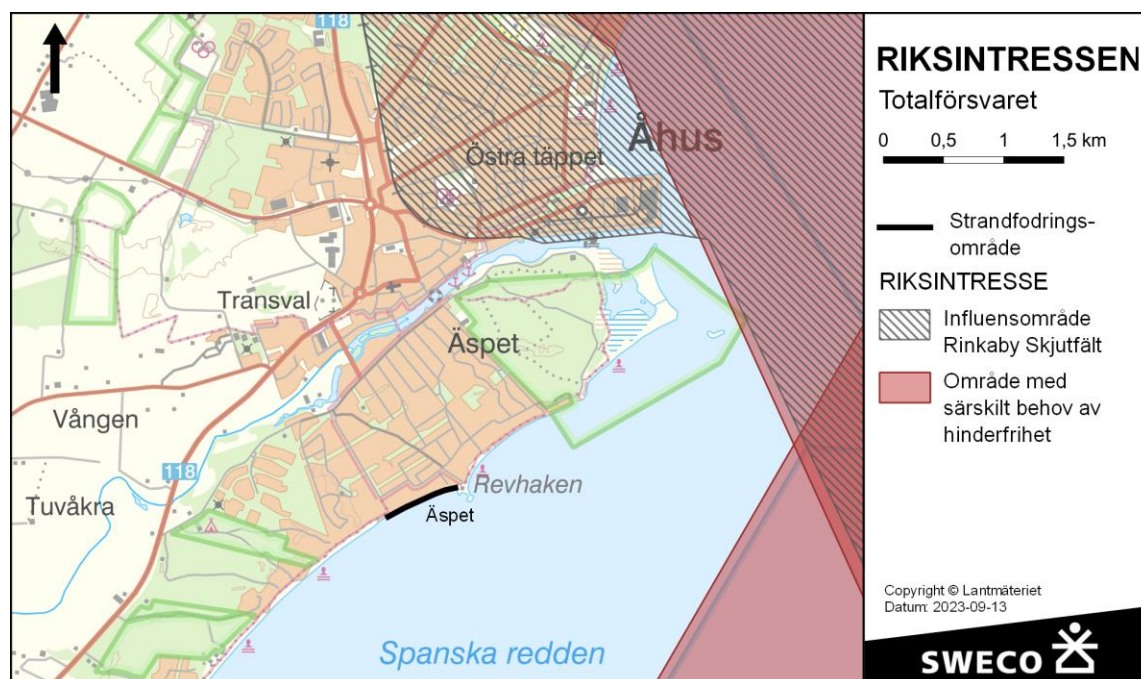 118
Åhus
Östra täppet
Transval
Äspet
Vången
118
Revhaken
Tuvåkra
Äspet
Spanska redden
RIKSINTRESSEN
Totalförsvaret
0 0,5 1 1,5 km
Strandfodrings-
område
RIKSINTRESSE
Influensområde
Rinkaby Skjutfält
Område med
särskilt behov av
hinderfrihet
Copyright © Lantmäteriet
Datum: 2023-09-13
SWECO